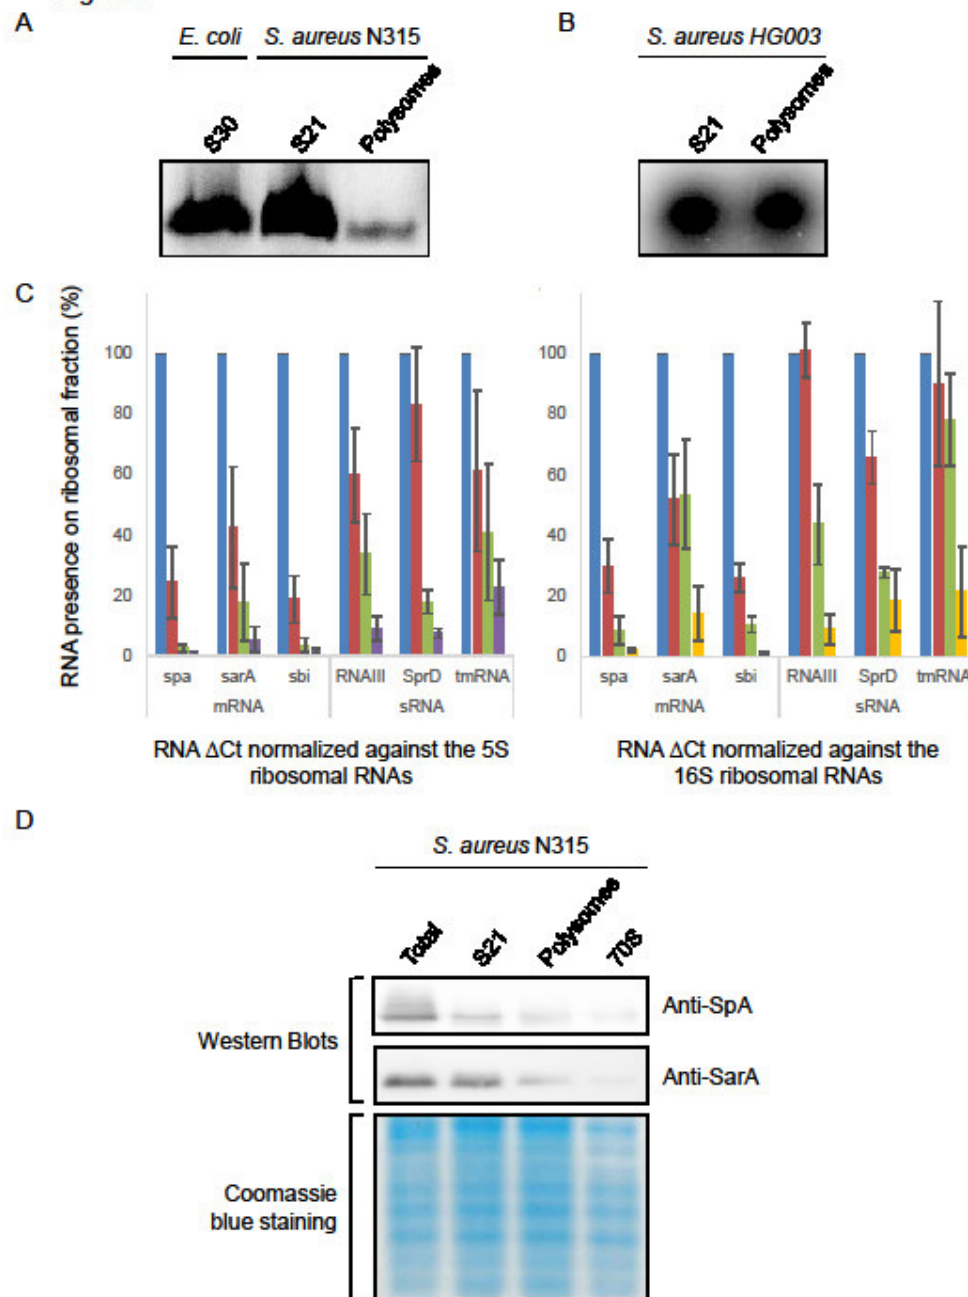 A
E. coli
S. aureus N315
S30
S21
Polysomes
B
S. aureus HG003
S21
Polysomes
C
RNA presence on ribosomal fraction (%)
100
80
60
40
20
0
spa
sarA
sbi
RNAIII
SprD
tmRNA
mRNA
sRNA
RNA ΔCt normalized against the 5S
ribosomal RNAs
100
80
60
40
20
0
spa
sarA
sbi
RNAIII
SprD
tmRNA
mRNA
sRNA
RNA ΔCt normalized against the
16S ribosomal RNAs
D
S. aureus N315
Total
S21
Polysomes
70S
Western Blots
Anti-SpA
Anti-SarA
Coomassie
blue staining